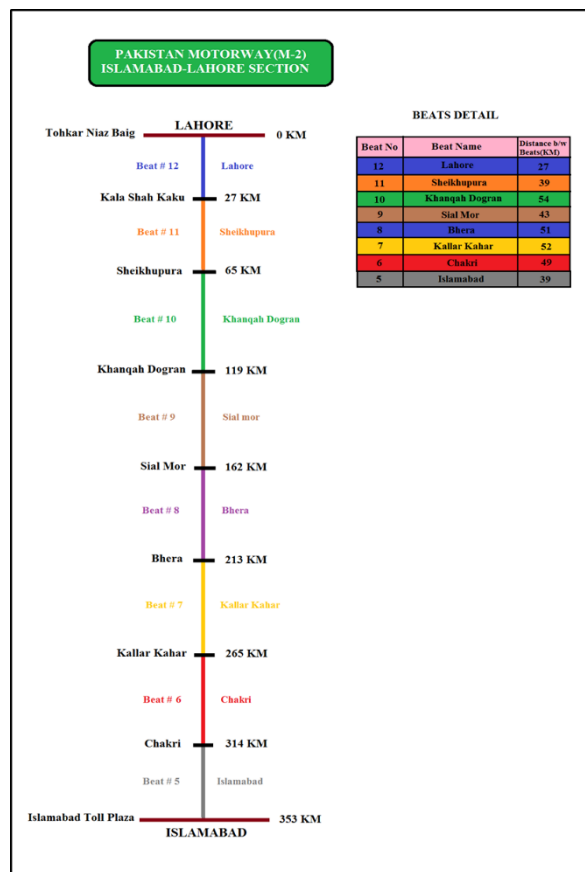 PAKISTAN MOTORWAY(M-2)
ISLAMABAD-LAHORE SECTION
LAHORE
Tohkar Niaz Baig 0 KM
Beat # 12 Lahore
Kala Shah Kaku 27 KM
Beat # 11 Sheikhupura
Sheikhupura 65 KM
Beat # 10 Khanqah Dogran
Khanqah Dogran 119 KM
Beat # 9 Sial mor
Sial Mor 162 KM
Beat # 8 Bhera
Bhera 213 KM
Beat # 7 Kallar Kahar
Kallar Kahar 265 KM
Beat # 6 Chakri
Chakri 314 KM
Beat # 5 Islamabad
Islamabad Toll Plaza 353 KM
ISLAMABAD
BEATS DETAIL
Beat No Beat Name Distance b/w
Beats(KM)
12 Lahore 27
11 Sheikhupura 39
10 Khanqah Dogran 54
9 Sial Mor 43
8 Bhera 51
7 Kallar Kahar 52
6 Chakri 49
5 Islamabad 39